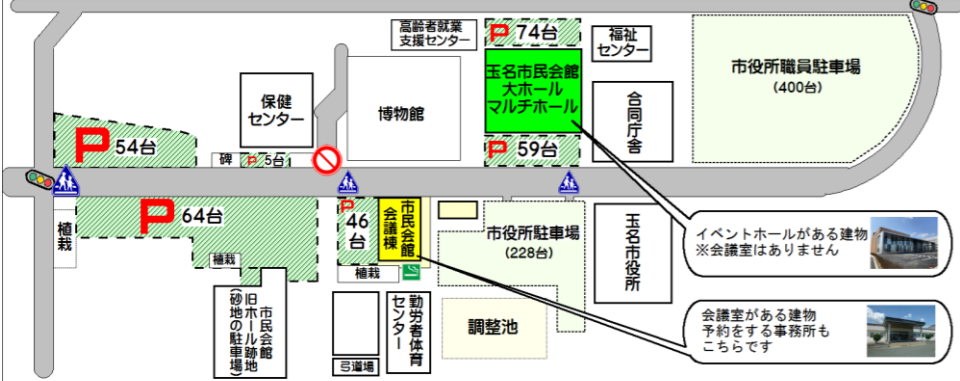 高齢者就業
支援センター
P 74台
福祉
センター
玉名市民会館
大ホール
マルチホール
市役所職員駐車場
(400台)
保健
センター
博物館
合同庁舎
P 54台
碑
P 5台
P 59台
植栽
P 64台
P
46
台
市民会館
会議棟
市役所駐車場
(228台)
玉名市役所
イベントホールがある建物
※会議室はありません
植栽
植栽
市民会館
旧ホール跡地
(砂地の駐車場)
弓道場
勤労者体育
センター
調整池
会議室がある建物
予約をする事務所も
こちらです